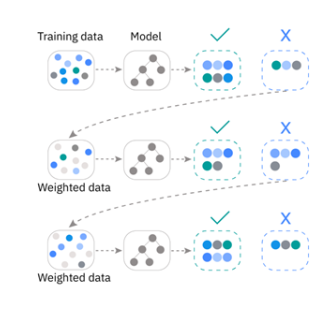 Training data
Model
X
X
Weighted data
X
Weighted data